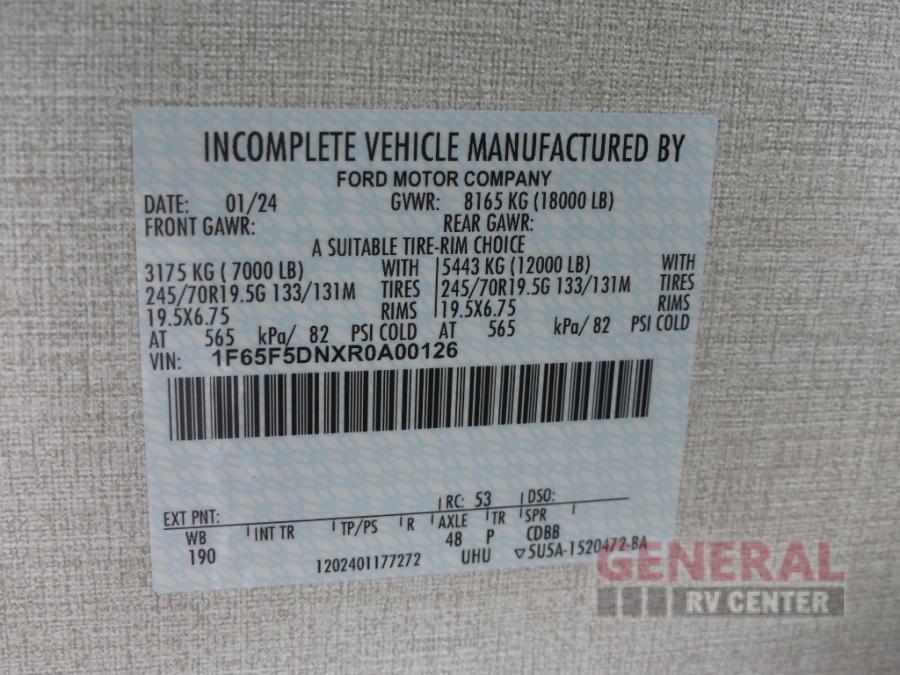 INCOMPLETE VEHICLE MANUFACTURED BY
FORD MOTOR COMPANY
DATE: 01/24 GVWR: 8165 KG (18000 LB)
FRONT GAWR: REAR GAWR:
A SUITABLE TIRE-RIM CHOICE
3175 KG ( 7000 LB) WITH 5443 KG (12000 LB) WITH
245/70R19.5G 133/131M TIRES 245/70R19.5G 133/131M TIRES
19.5X6.75 RIMS 19.5X6.75 RIMS
AT 565 kPa/ 82 PSI COLD AT 565 kPa/ 82 PSI COLD
VIN: 1F65F5DNXR0A00126
EXT PNT: RC: 53 DSO:
WB INT TR TP/PS R AXLE TR SPR
190 48 P CDBB
1202401177272 UHU ▽5U5A-1520472-BA
GENERAL
RV CENTER